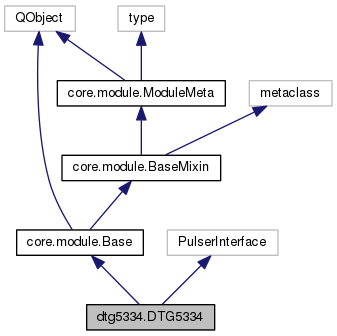 QObject
type
core.module.ModuleMeta
metaclass
core.module.BaseMixin
core.module.Base
PulserInterface
dtg5334.DTG5334